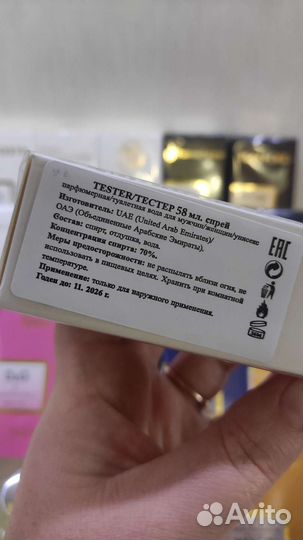 TESTER/ТЕСТЕР 58 мл. спрей
парфюмерная/туалетная вода для мужчин/женщин/унисекс
Изготовитель: UAE (United Arab Emirates)/
ОАЭ (Объединенные Арабские Эмираты).
Состав: спирт, отдушка, вода.
Концентрация спирта: 70%.
Меры предосторожности: не распылять вблизи огня, не
использовать в пищевых целях. Хранить при комнатной
температуре.
Применение: только для наружного применения.
Годен до 11. 2026 г.
EAC
Avito